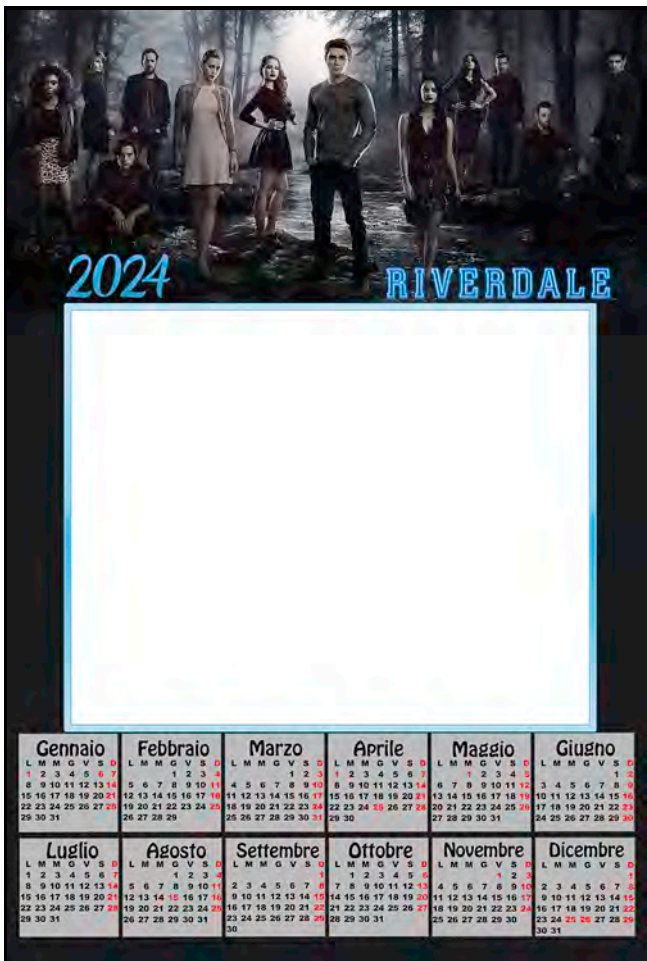 2024 RIVERDALE
Gennaio
L M M G V S D
1 2 3 4 5 6 7
8 9 10 11 12 13 14
15 16 17 18 19 20 21
22 23 24 25 26 27 28
29 30 31
Febbraio
L M M G V S D
1 2 3 4
5 6 7 8 9 10 11
12 13 14 15 16 17 18
19 20 21 22 23 24 25
26 27 28 29
Marzo
L M M G V S D
1 2 3
4 5 6 7 8 9 10
11 12 13 14 15 16 17
18 19 20 21 22 23 24
25 26 27 28 29 30 31
Aprile
L M M G V S D
1 2 3 4 5 6 7
8 9 10 11 12 13 14
15 16 17 18 19 20 21
22 23 24 25 26 27 28
29 30
Maggio
L M M G V S D
1 2 3 4 5
6 7 8 9 10 11 12
13 14 15 16 17 18 19
20 21 22 23 24 25 26
27 28 29 30 31
Giugno
L M M G V S D
1 2
3 4 5 6 7 8 9
10 11 12 13 14 15 16
17 18 19 20 21 22 23
24 25 26 27 28 29 30
Luglio
L M M G V S D
1 2 3 4 5 6 7
8 9 10 11 12 13 14
15 16 17 18 19 20 21
22 23 24 25 26 27 28
29 30 31
Agosto
L M M G V S D
1 2 3 4
5 6 7 8 9 10 11
12 13 14 15 16 17 18
19 20 21 22 23 24 25
26 27 28 29 30 31
Settembre
L M M G V S D
1
2 3 4 5 6 7 8
9 10 11 12 13 14 15
16 17 18 19 20 21 22
23 24 25 26 27 28 29
30
Ottobre
L M M G V S D
1 2 3 4 5 6
7 8 9 10 11 12 13
14 15 16 17 18 19 20
21 22 23 24 25 26 27
28 29 30 31
Novembre
L M M G V S D
1 2 3
4 5 6 7 8 9 10
11 12 13 14 15 16 17
18 19 20 21 22 23 24
25 26 27 28 29 30
Dicembre
L M M G V S D
1
2 3 4 5 6 7 8
9 10 11 12 13 14 15
16 17 18 19 20 21 22
23 24 25 26 27 28 29
30 31